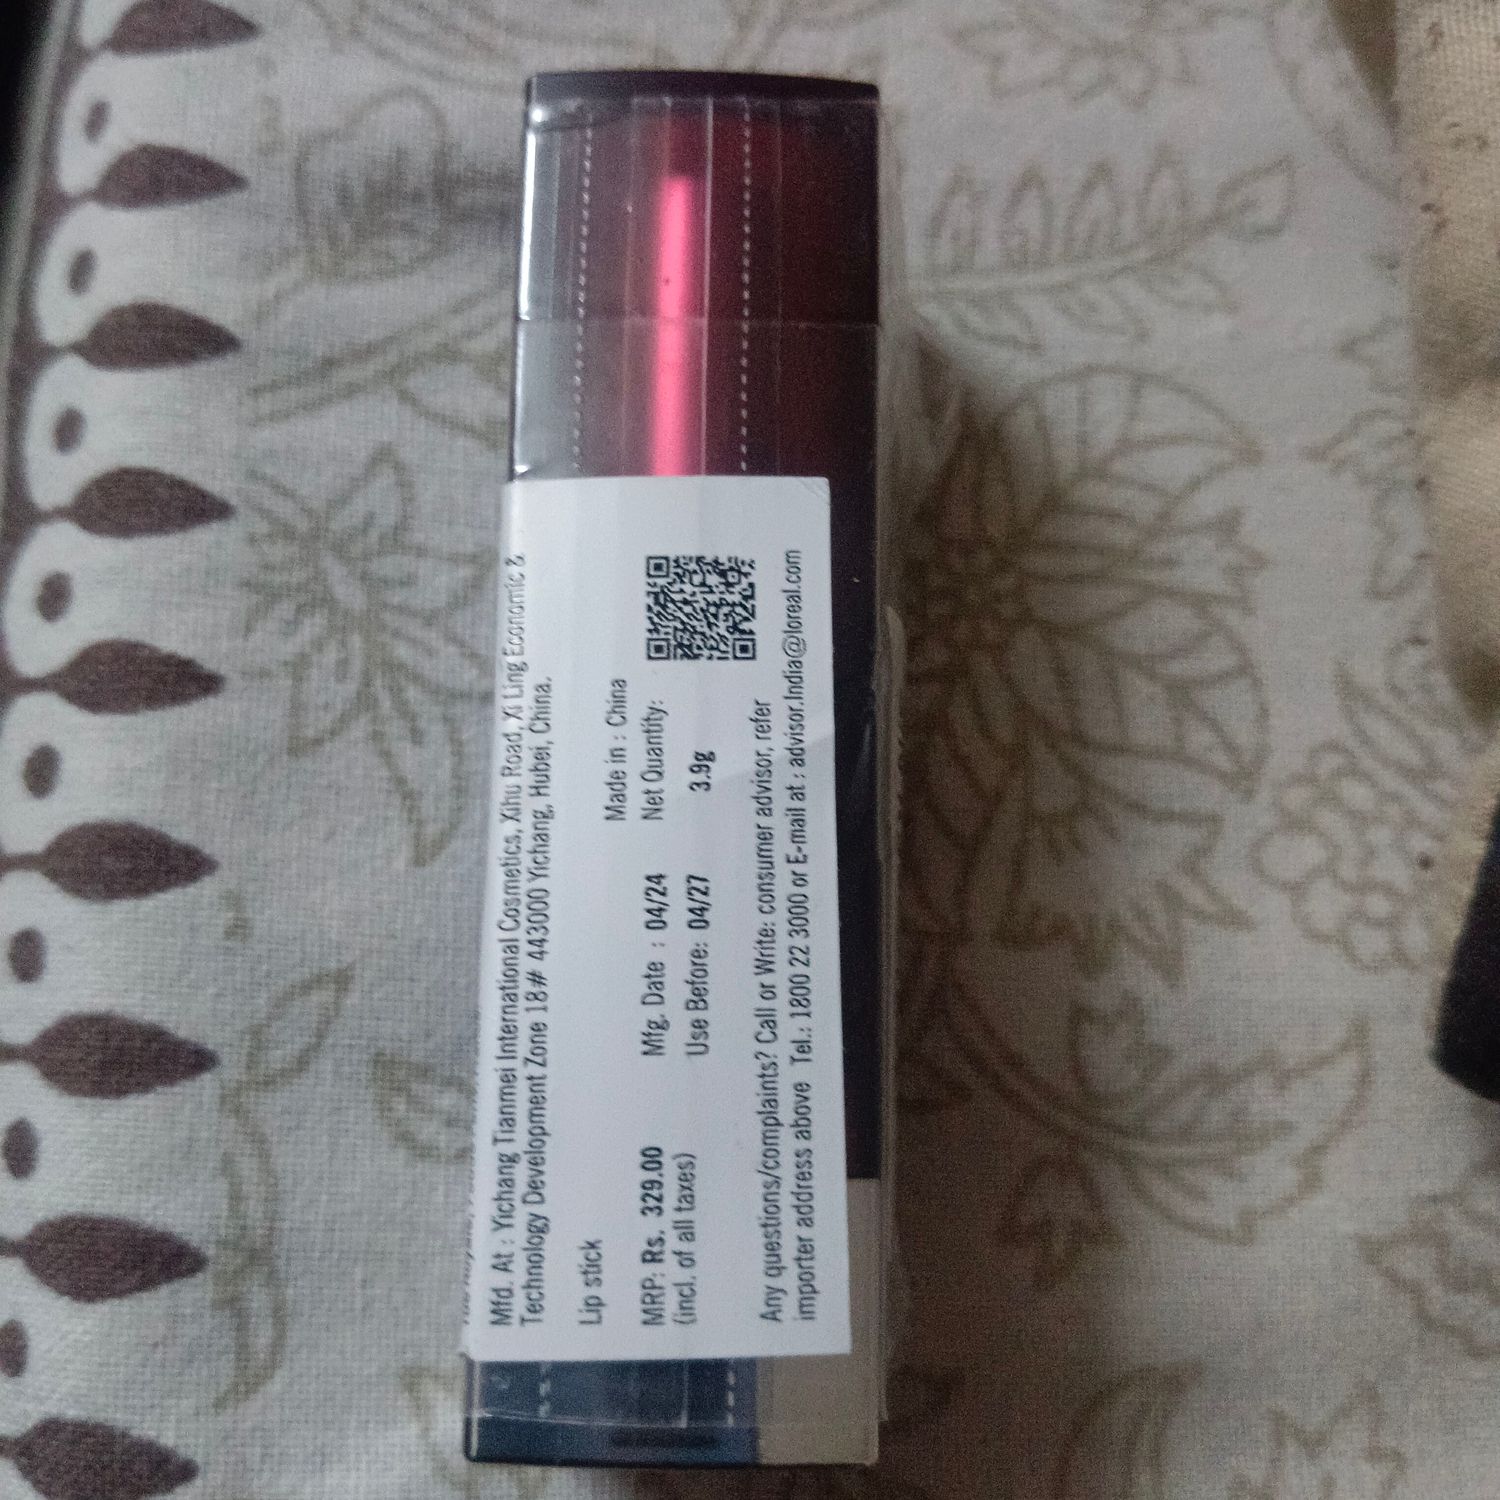 Mfd. At : Yichang Tianmei International Cosmetics, Xihu Road, Xi Ling Economic &
Technology Development Zone 18# 443000 Yichang, Hubei, China.
Lip stick
Made in : China
MRP: Rs. 329.00
(incl. of all taxes)
Mfg. Date : 04/24
Use Before: 04/27
Net Quantity:
3.9g
Any questions/complaints? Call or Write: consumer advisor, refer
importer address above Tel.: 1800 22 3000 or E-mail at : advisor.India@loreal.com